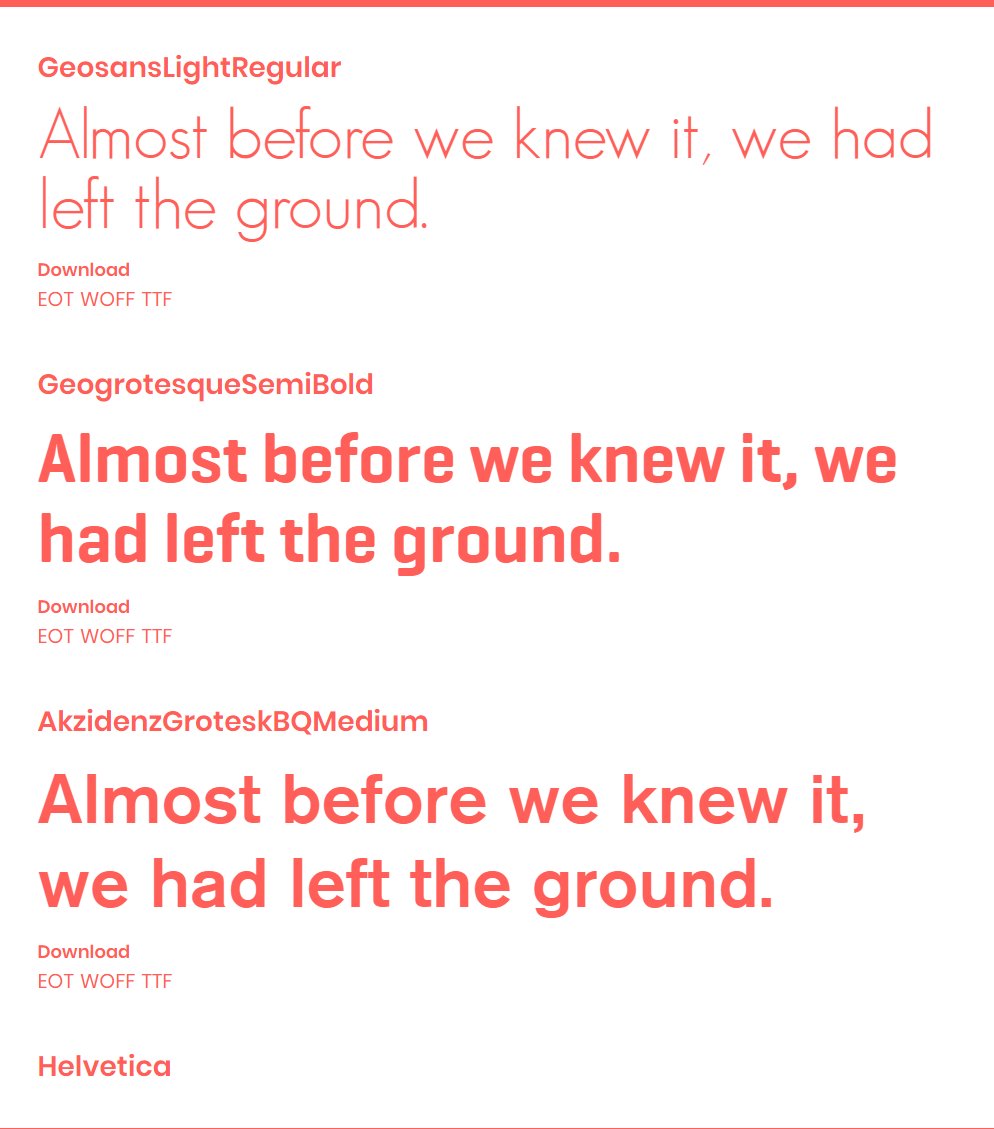 GeosansLightRegular
Almost before we knew it, we had
left the ground.
Download
EOT WOFF TTF
GeogrotesqueSemiBold
Almost before we knew it, we
had left the ground.
Download
EOT WOFF TTF
AkzidenzGroteskBQMedium
Almost before we knew it,
we had left the ground.
Download
EOT WOFF TTF
Helvetica